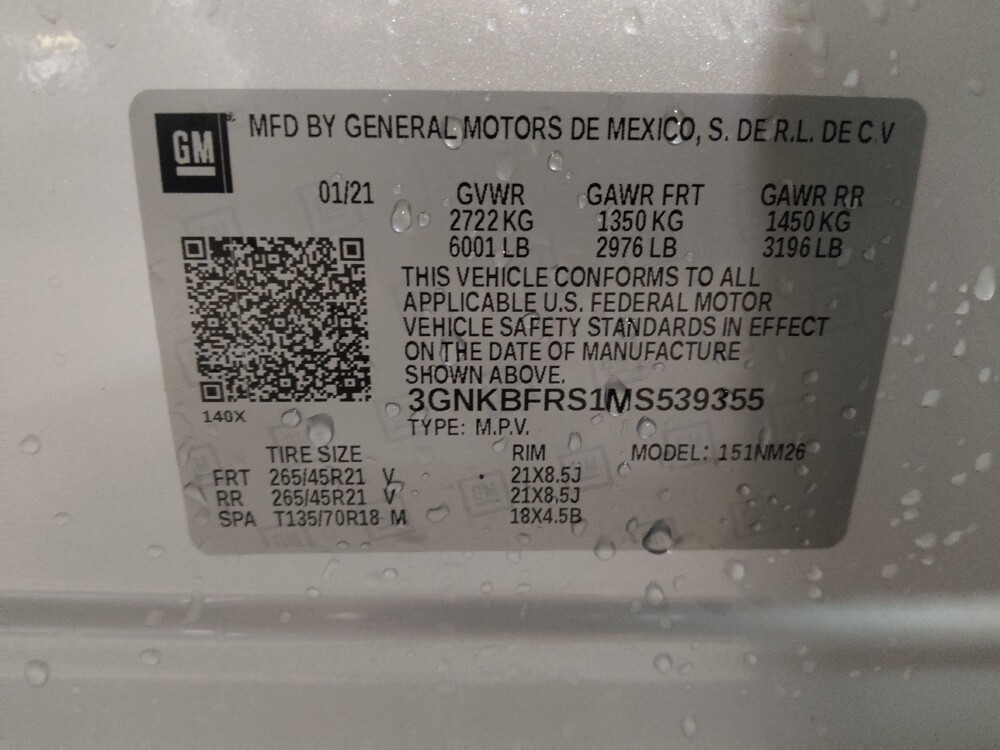 GM
MFD BY GENERAL MOTORS DE MEXICO, S. DE R.L. DE C.V
01/21 GVWR GAWR FRT GAWR RR
2722 KG 1350 KG 1450 KG
6001 LB 2976 LB 3196 LB
THIS VEHICLE CONFORMS TO ALL
APPLICABLE U.S. FEDERAL MOTOR
VEHICLE SAFETY STANDARDS IN EFFECT
ON THE DATE OF MANUFACTURE
SHOWN ABOVE.
3GNKBFRS1MS539355
140X
TYPE: M.P.V.
TIRE SIZE RIM MODEL: 151NM26
FRT 265/45R21 V 21X8.5J
RR 265/45R21 V 21X8.5J
SPA T135/70R18 M 18X4.5B